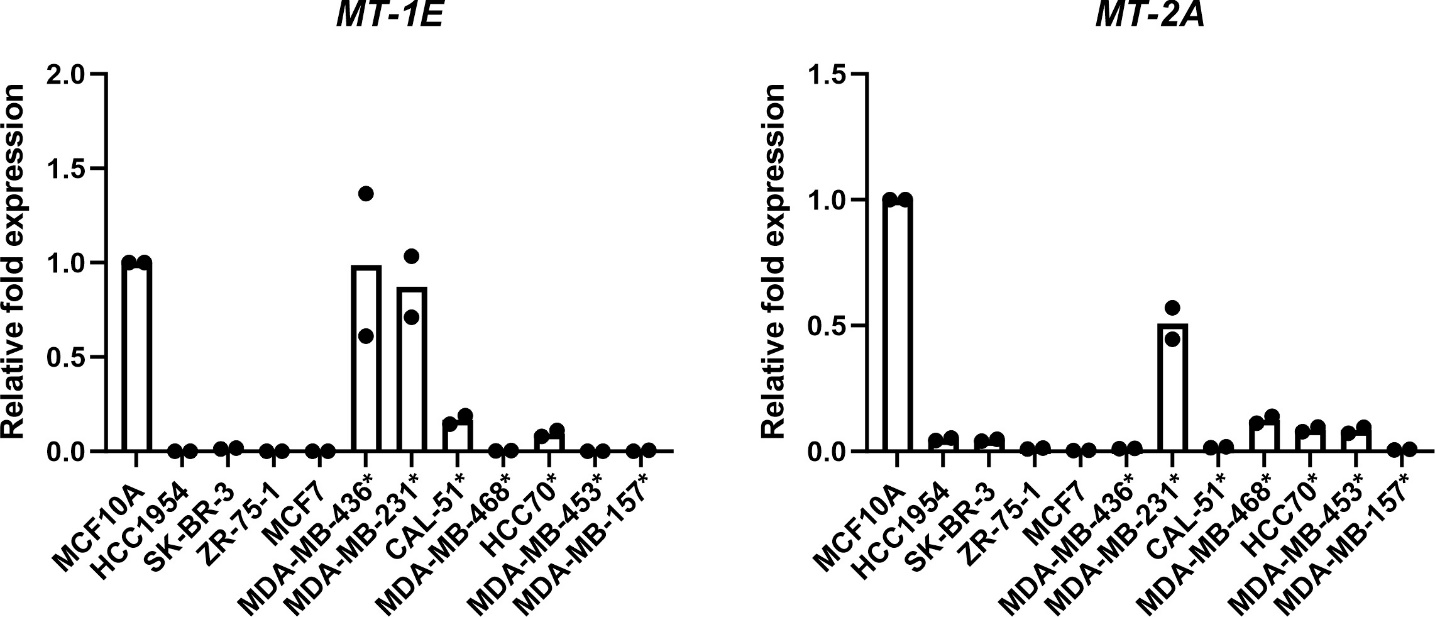 MT-1E
Relative fold expression
2.0
1.5
1.0
0.5
0.0
MCF10A
HCC1954
SK-BR-3
ZR-75-1
MCF7
MDA-MB-436*
MDA-MB-231*
CAL-51*
MDA-MB-468*
HCC70*
MDA-MB-453*
MDA-MB-157*
MT-2A
Relative fold expression
1.5
1.0
0.5
0.0
MCF10A
HCC1954
SK-BR-3
ZR-75-1
MCF7
MDA-MB-436*
MDA-MB-231*
CAL-51*
MDA-MB-468*
HCC70*
MDA-MB-453*
MDA-MB-157*